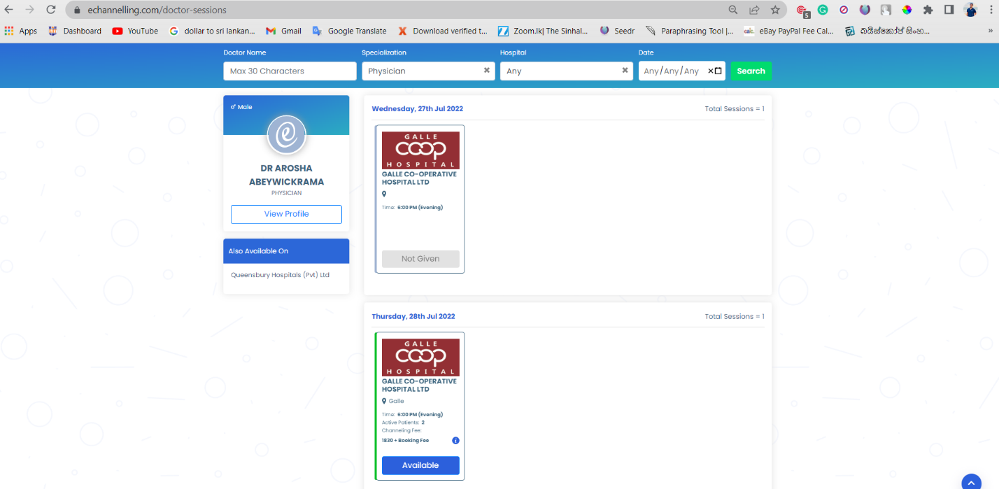 echannelling.com/doctor-sessions
5
Apps
Dashboard
YouTube
dollar to sri lankan...
Gmail
Google Translate
Download verified t...
Zoom.lk| The Sinhal...
Seedr
Paraphrasing Tool |...
eBay PayPal Fee Cal...
බයිස්කෝප් සිංහ...
»
Doctor Name
Specialization
Hospital
Date
Max 30 Characters
Physician
Any
Any/Any/Any
Search
Male
DR AROSHA
ABEYWICKRAMA
PHYSICIAN
View Profile
Also Available On
Queensbury Hospitals (Pvt) Ltd
Wednesday, 27th Jul 2022
Total Sessions = 1
GALLE
COOP
HOSPITAL
GALLE CO-OPERATIVE
HOSPITAL LTD
Time: 6:00 PM (Evening)
Not Given
Thursday, 28th Jul 2022
Total Sessions = 1
GALLE
COOP
HOSPITAL
GALLE CO-OPERATIVE
HOSPITAL LTD
Galle
Time: 6:00 PM (Evening)
Active Patients: 2
Channeling Fee:
1830 + Booking Fee
Available